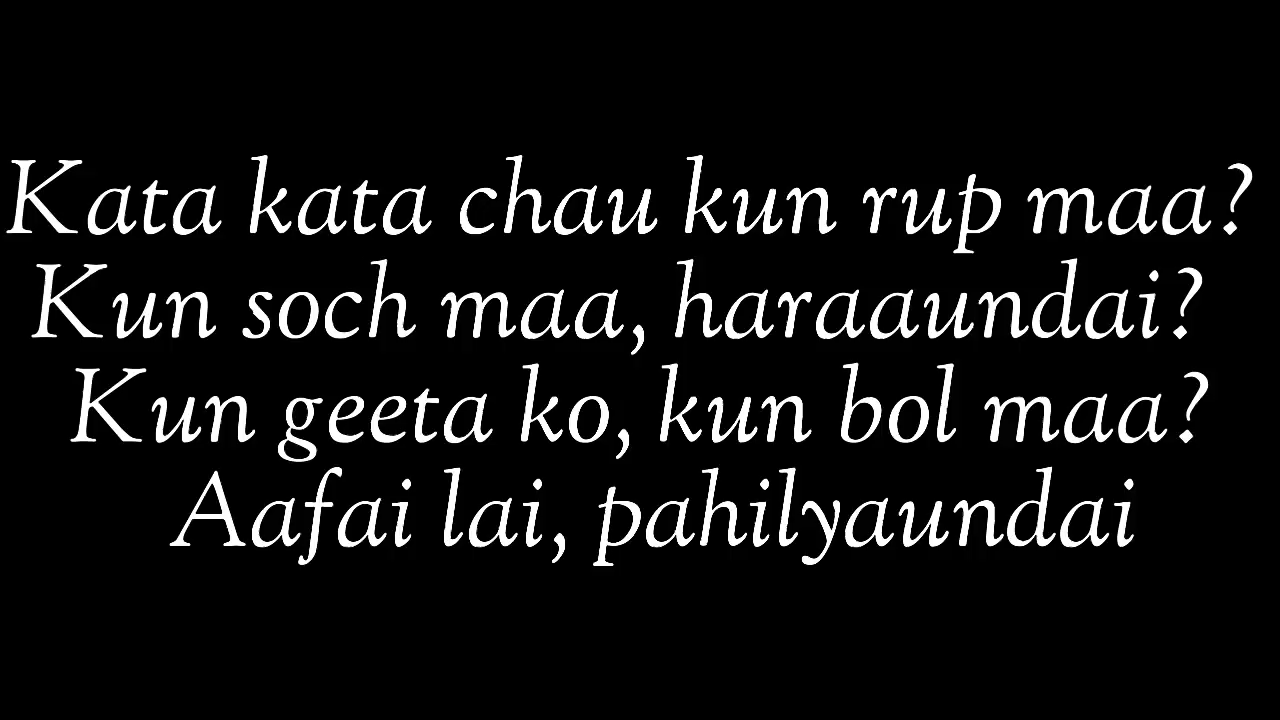 Kata kata chau kun rup maa?
Kun soch maa, haraaundai?
Kun geeta ko, kun bol maa?
Aafai lai, pahilyaundai